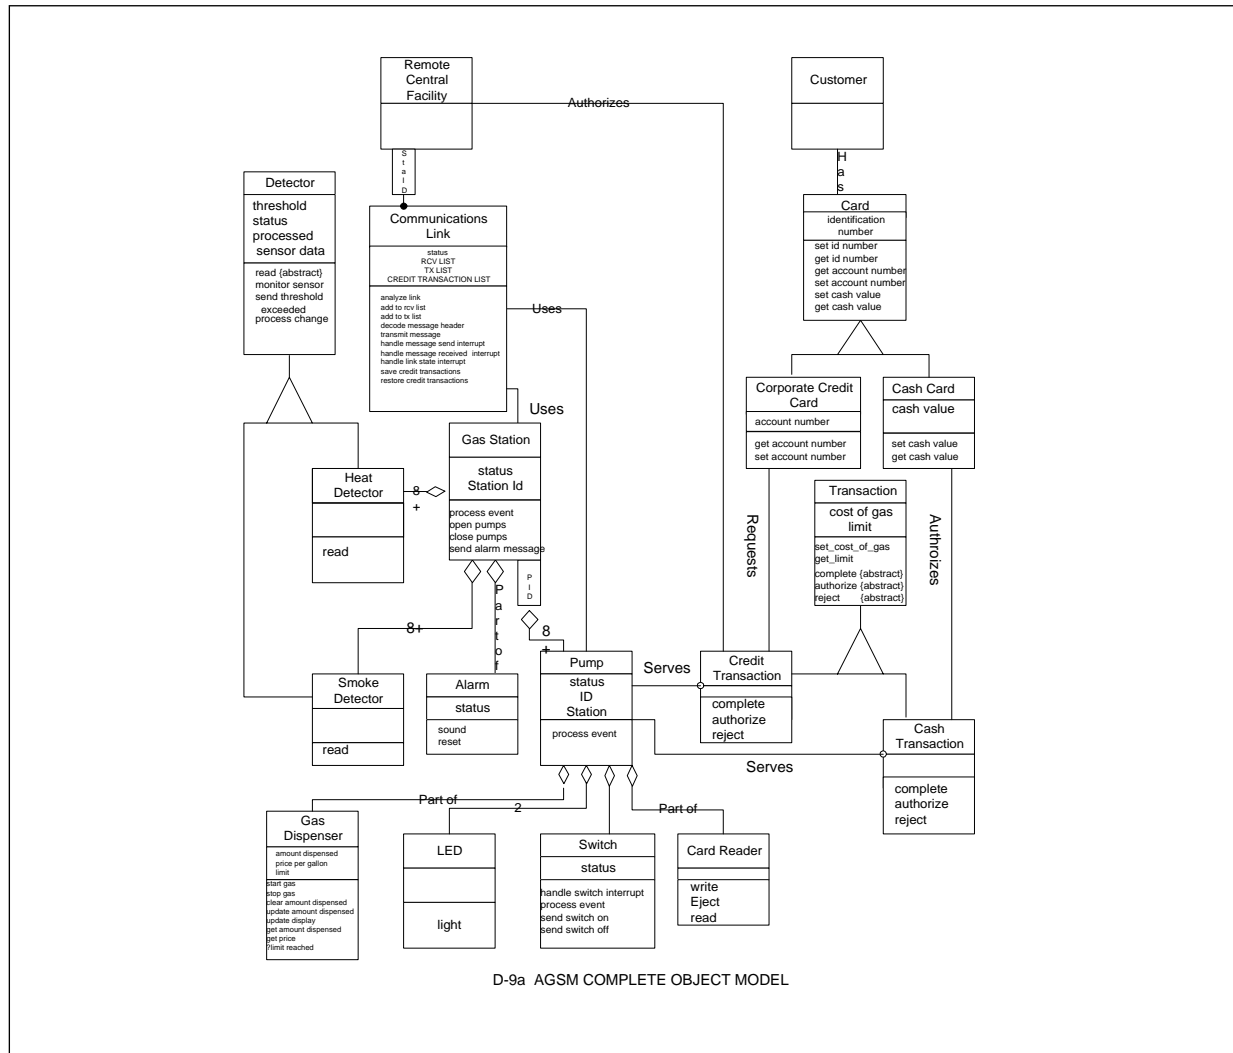 Remote
Central
Facility
Customer
Authorizes
StaID
Has
Detector
threshold
status
processed
sensor data
read {abstract}
monitor sensor
send threshold
exceeded
process change
Communications
Link
status
RCV LIST
TX LIST
CREDIT TRANSACTION LIST
analyze link
add to rcv list
add to tx list
decode message header
transmit message
handle message send interrupt
handle message received interrupt
handle link state interrupt
save credit transactions
restore credit transactions
Uses
Uses
Card
identification
number
set id number
get id number
get account number
set account number
set cash value
get cash value
Corporate Credit
Card
account number
get account number
set account number
Cash Card
cash value
set cash value
get cash value
Gas Station
status
Station Id
process event
open pumps
close pumps
send alarm message
PID
Heat
Detector
read
8
+
Transaction
cost of gas
limit
set_cost_of_gas
get_limit
complete {abstract}
authorize {abstract}
reject {abstract}
Requests
Authroizes
8+
Part of
8
+
Smoke
Detector
read
Alarm
status
sound
reset
Pump
status
ID
Station
process event
Serves
Credit
Transaction
complete
authorize
reject
Serves
Cash
Transaction
complete
authorize
reject
Part of
2
Part of
Gas
Dispenser
amount dispensed
price per gallon
limit
start gas
stop gas
clear amount dispensed
update amount dispensed
update display
get amount dispensed
get price
?limit reached
LED
light
Switch
status
handle switch interrupt
process event
send switch on
send switch off
Card Reader
write
Eject
read
D-9a AGSM COMPLETE OBJECT MODEL